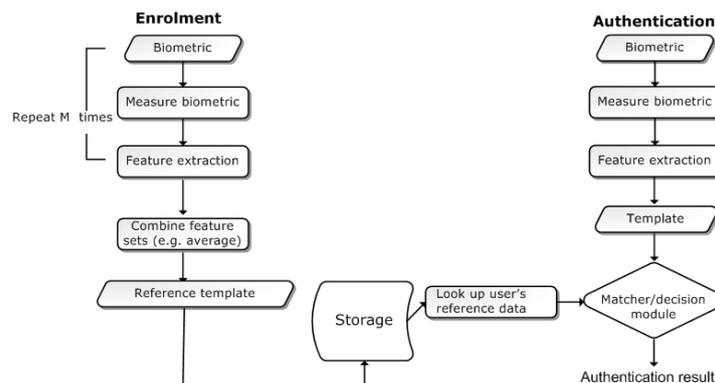 Enrolment
Biometric
Measure biometric
Repeat M times
Feature extraction
Combine feature
sets (e.g. average)
Reference template
Storage
Look up user's
reference data
Authentication
Biometric
Measure biometric
Feature extraction
Template
Matcher/decision
module
Authentication result